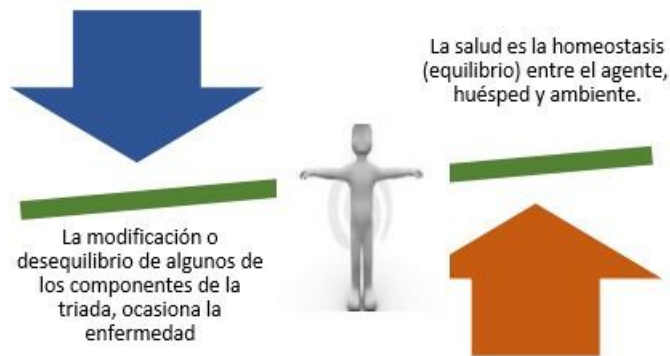 La salud es la homeostasis
(equilibrio) entre el agente,
huésped y ambiente.
La modificación o
desequilibrio de algunos de
los componentes de la
triada, ocasiona la
enfermedad